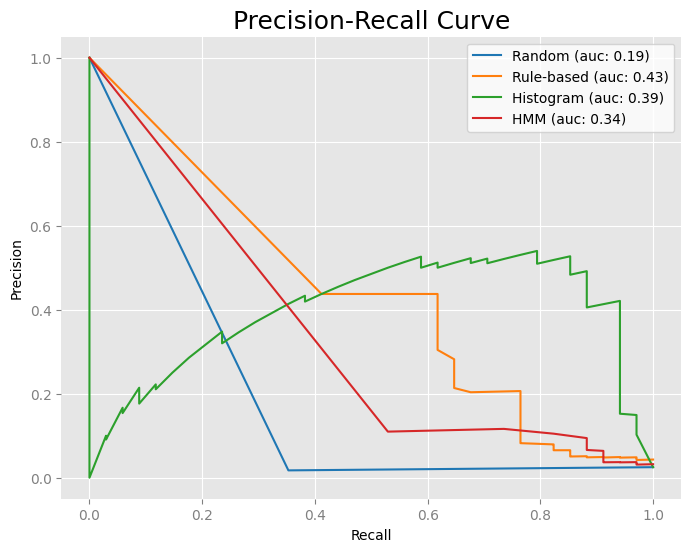 Precision-Recall Curve
Random (auc: 0.19)
Rule-based (auc: 0.43)
Histogram (auc: 0.39)
HMM (auc: 0.34)
Precision
1.0
0.8
0.6
0.4
0.2
0.0
0.0 0.2 0.4 0.6 0.8 1.0
Recall